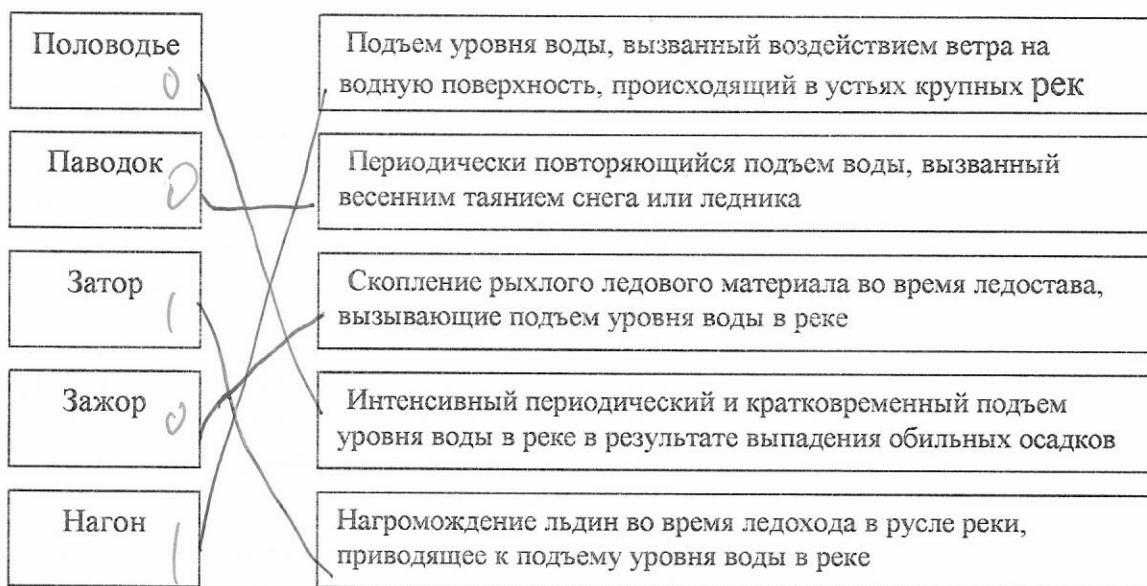 Половодье
0
Подъем уровня воды, вызванный воздействием ветра на
водную поверхность, происходящий в устьях крупных рек
Паводок
0
Периодически повторяющийся подъем воды, вызванный
весенним таянием снега или ледника
Затор
1
Скопление рыхлого ледового материала во время ледостава,
вызывающие подъем уровня воды в реке
Зажор
0
Интенсивный периодический и кратковременный подъем
уровня воды в реке в результате выпадения обильных осадков
Нагон
1
Нагромождение льдин во время ледохода в русле реки,
приводящее к подъему уровня воды в реке